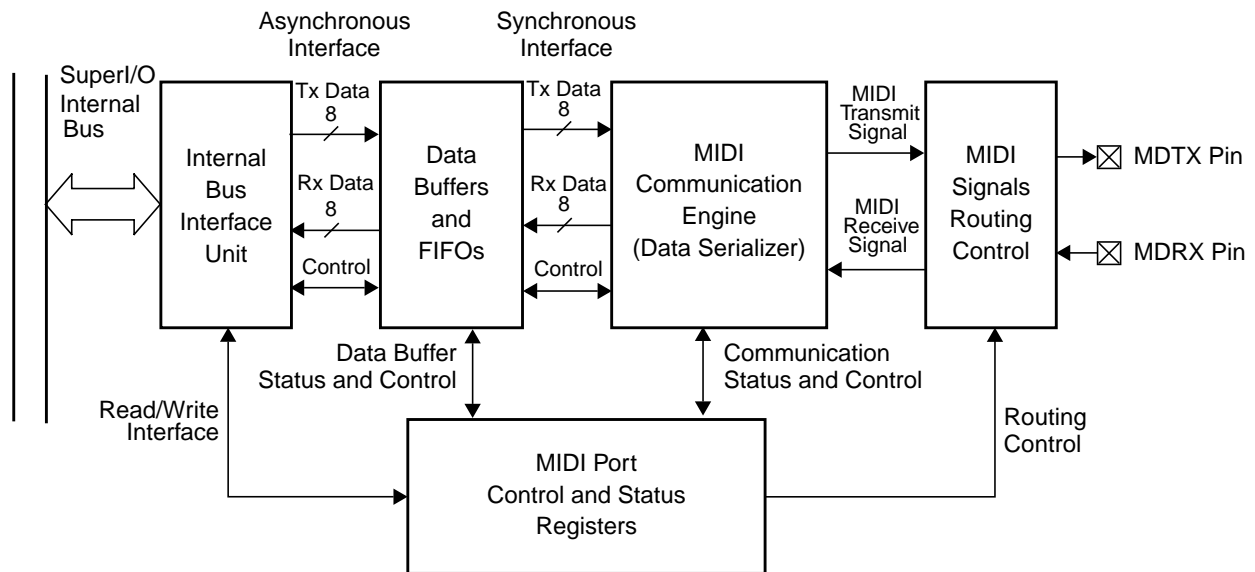 Asynchronous
Interface
Synchronous
Interface
SuperI/O
Internal
Bus
Tx Data
8
Rx Data
8
Control
Internal
Bus
Interface
Unit
Data
Buffers
and
FIFOs
Tx Data
8
Rx Data
8
Control
MIDI
Communication
Engine
(Data Serializer)
MIDI
Transmit
Signal
MIDI
Receive
Signal
MIDI
Signals
Routing
Control
MDTX Pin
MDRX Pin
Data Buffer
Status and Control
Communication
Status and Control
Read/Write
Interface
Routing
Control
MIDI Port
Control and Status
Registers